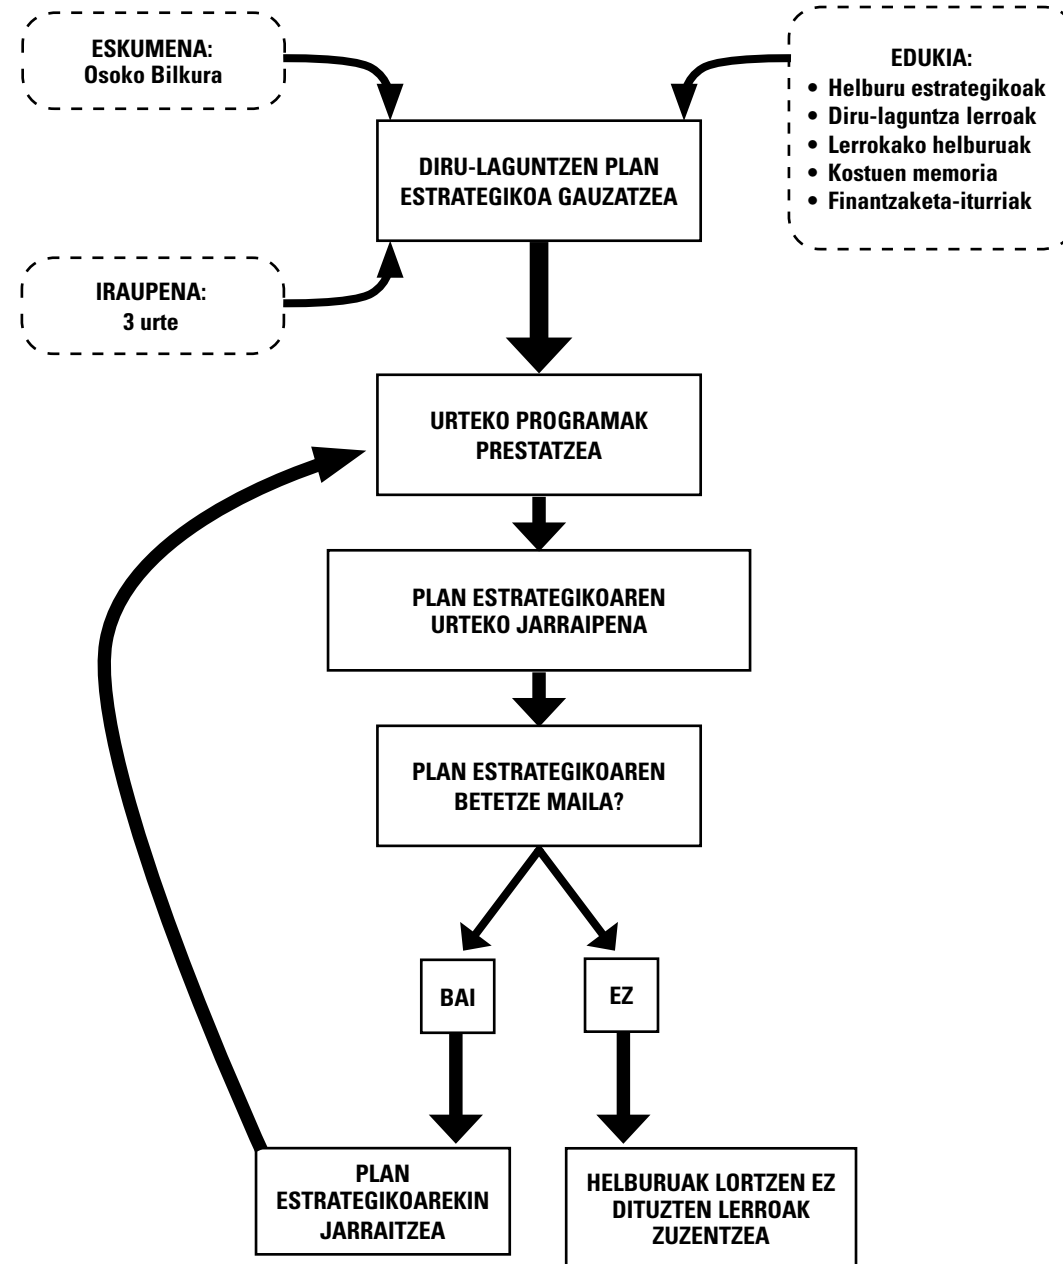 ESKUMENA:
Osoko Bilkura
EDUKIA:
• Helburu estrategikoak
• Diru-laguntza lerroak
• Lerrokako helburuak
• Kostuen memoria
• Finantzaketa-iturriak
DIRU-LAGUNTZEN PLAN
ESTRATEGIKOA GAUZATZEA
IRAUPENA:
3 urte
URTEKO PROGRAMAK
PRESTATZEA
PLAN ESTRATEGIKOAREN
URTEKO JARRAIPENA
PLAN ESTRATEGIKOAREN
BETETZE MAILA?
BAI
EZ
PLAN
ESTRATEGIKOAREKIN
JARRAITZEA
HELBURUAK LORTZEN EZ
DITUZTEN LERROAK
ZUZENTZEA